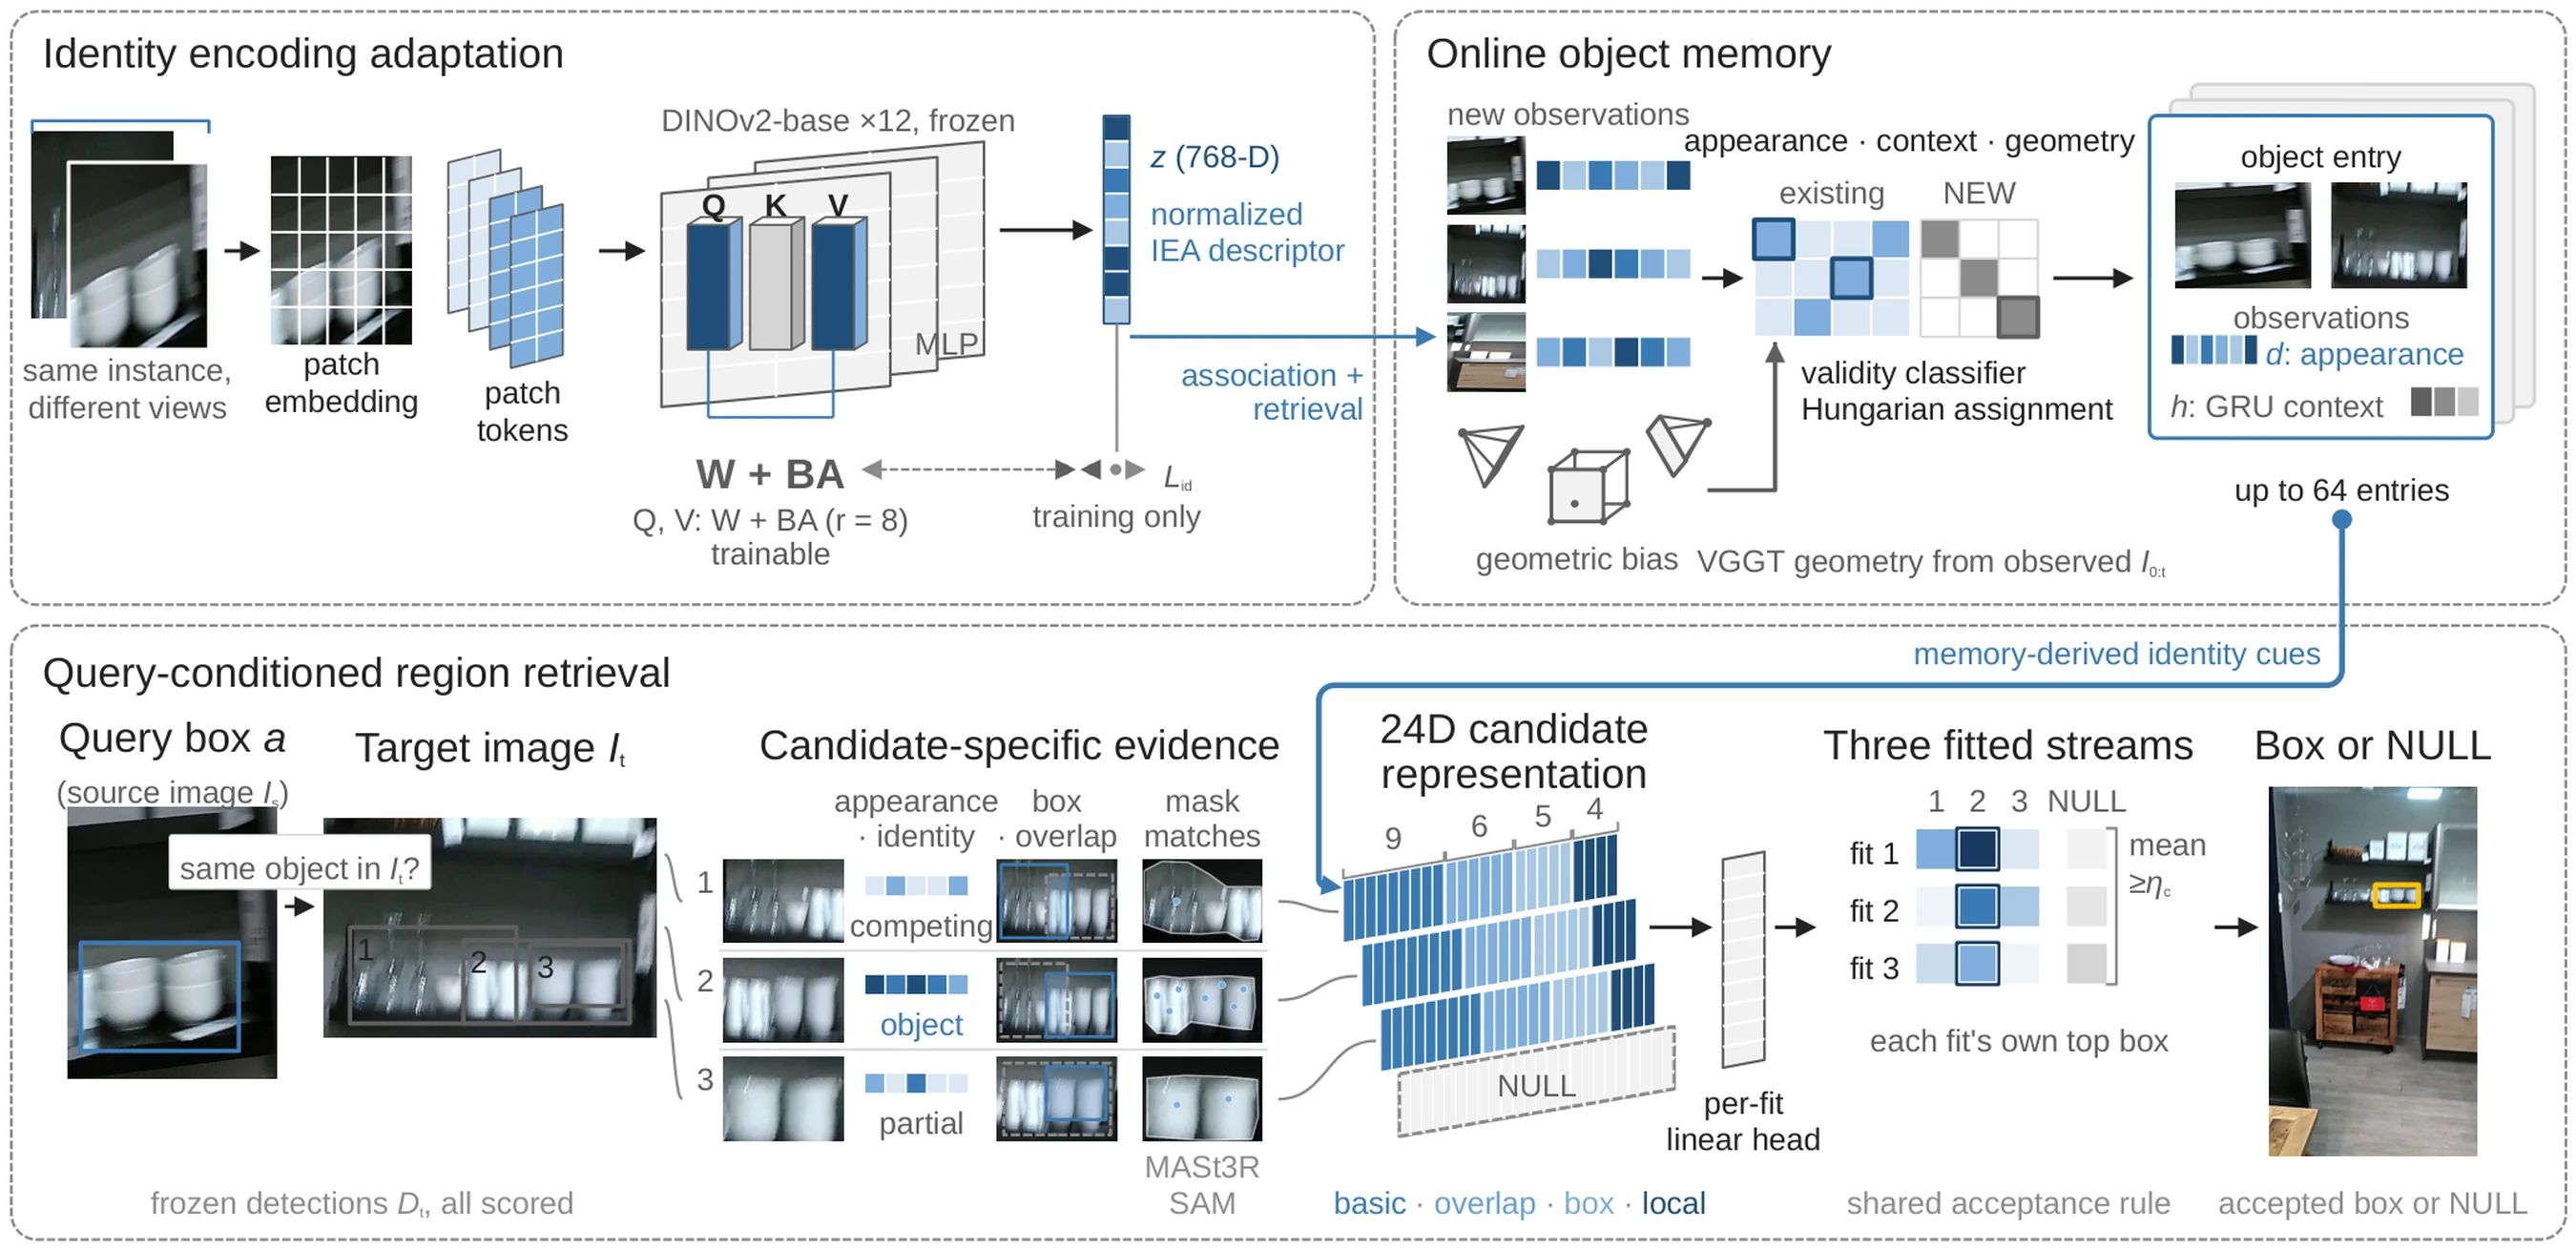 Identity encoding adaptation
same instance,
different views
patch
embedding
patch
tokens
DINOv2-base ×12, frozen
Q K V
MLP
W + BA
Q, V: W + BA (r = 8)
trainable
z (768-D)
normalized
IEA descriptor
association +
retrieval
L_id
training only
Online object memory
new observations
appearance · context · geometry
existing NEW
validity classifier
Hungarian assignment
geometric bias
VGGT geometry from observed I_0:t
object entry
observations
d: appearance
h: GRU context
up to 64 entries
memory-derived identity cues
Query-conditioned region retrieval
Query box a
(source image I_s)
same object in I_t?
Target image I_t
1
2
3
frozen detections D_t, all scored
Candidate-specific evidence
appearance
· identity
box
· overlap
mask
matches
1
competing
2
object
3
partial
MASt3R
SAM
24D candidate
representation
9 6 5 4
NULL
basic · overlap · box · local
per-fit
linear head
Three fitted streams
1 2 3 NULL
fit 1
fit 2
fit 3
mean
≥η_c
each fit's own top box
shared acceptance rule
Box or NULL
accepted box or NULL